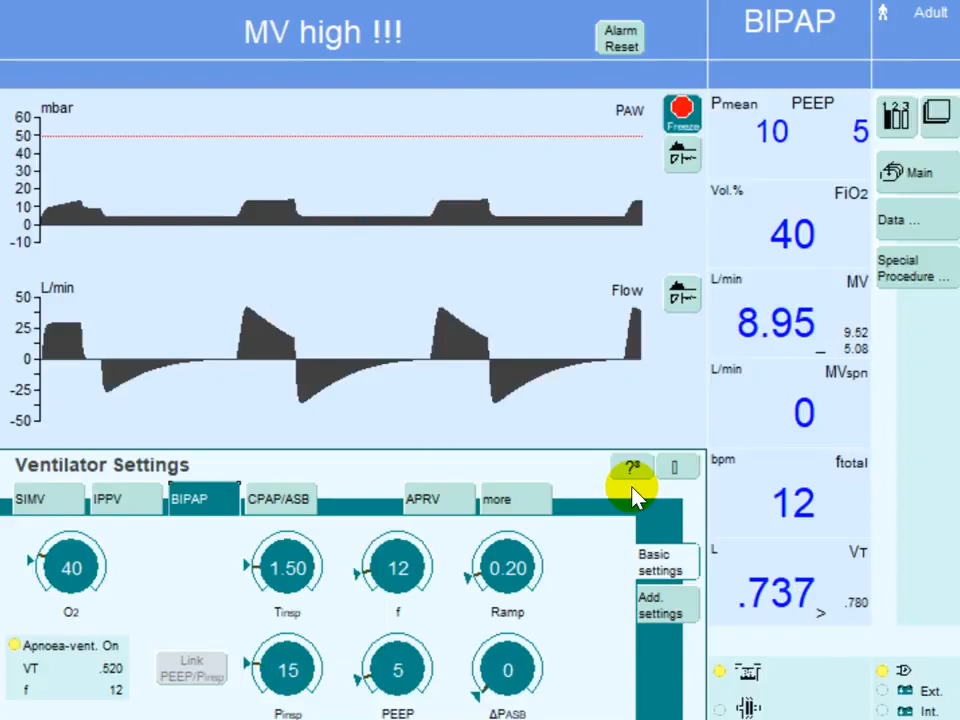 MV high !!!
Alarm
Reset
BIPAP
Adult
mbar
PAW
60
50
40
30
20
10
0
-10
Freeze
Pmean
PEEP
10
5
1 2 3
Main
Vol.%
FiO2
40
Data ...
Special
Procedure ...
L/min
Flow
50
25
0
-25
-50
L/min
MV
8.95
9.52
5.08
L/min
MVspn
0
Ventilator Settings
?
SIMV
IPPV
BIPAP
CPAP/ASB
APRV
more
bpm
ftotal
12
40
O2
1.50
Tinsp
12
f
0.20
Ramp
Basic
settings
Add.
settings
L
VT
.737
>
.780
Apnoea-vent. On
VT .520
f 12
Link
PEEP/Pinsp
15
Pinsp
5
PEEP
0
ΔPASB
Ext.
Int.